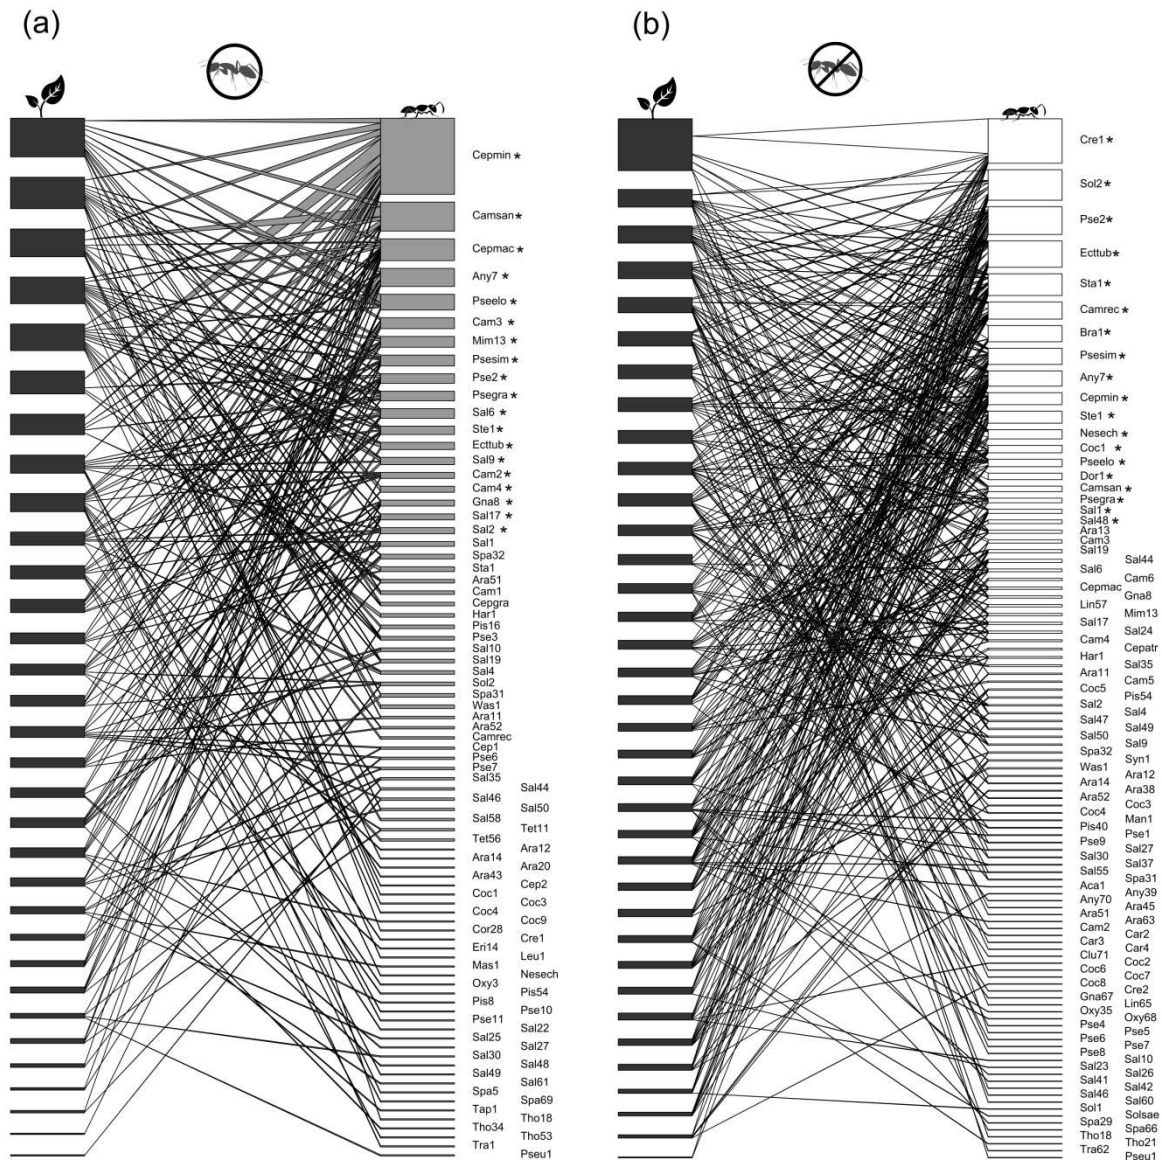 (a)
Cepmin *
Camsan *
Cepmac *
Any7 *
Pseelo *
Cam3 *
Mim13 *
Psesim *
Pse2 *
Psegra *
Sal6 *
Ste1 *
Ecttub *
Sal9 *
Cam2 *
Cam4 *
Gna8 *
Sal17 *
Sal2 *
Sal1
Spa32
Sta1
Ara51
Cam1
Cepgra
Har1
Pis16
Pse3
Sal10
Sal19
Sal4
Sol2
Spa31
Was1
Ara11
Ara52
Camrec
Cep1
Pse6
Pse7
Sal35
Sal44
Sal46
Sal50
Sal58
Tet11
Tet56
Ara12
Ara14
Ara20
Ara43
Cep2
Coc1
Coc3
Coc4
Coc9
Cor28
Cre1
Eri14
Leu1
Mas1
Nesech
Oxy3
Pis54
Pis8
Pse10
Pse11
Sal22
Sal25
Sal27
Sal30
Sal48
Sal49
Sal61
Spa5
Spa69
Tap1
Tho18
Tho34
Tho53
Tra1
Pseu1
(b)
Cre1 *
Sol2 *
Pse2 *
Ecttub *
Sta1 *
Camrec *
Bra1 *
Psesim *
Any7 *
Cepmin *
Ste1 *
Nesech *
Coc1 *
Pseelo *
Dor1 *
Camsan *
Psegra *
Sal1 *
Sal48 *
Ara13
Cam3
Sal19
Sal44
Sal6
Cam6
Cepmac
Gna8
Lin57
Mim13
Sal17
Sal24
Cam4
Cepatr
Har1
Sal35
Ara11
Cam5
Coc5
Pis54
Sal2
Sal4
Sal47
Sal49
Sal50
Sal9
Spa32
Syn1
Was1
Ara12
Ara14
Ara38
Ara52
Coc3
Coc4
Man1
Pis40
Pse1
Pse9
Sal27
Sal30
Sal37
Sal55
Spa31
Aca1
Any39
Any70
Ara45
Ara51
Ara63
Cam2
Car2
Car3
Car4
Clu71
Coc2
Coc6
Coc7
Coc8
Cre2
Gna67
Lin65
Oxy35
Oxy68
Pse4
Pse5
Pse6
Pse7
Pse8
Sal10
Sal23
Sal26
Sal41
Sal42
Sal46
Sal60
Sol1
Solsae
Spa29
Spa66
Tho18
Tho21
Tra62
Pseu1